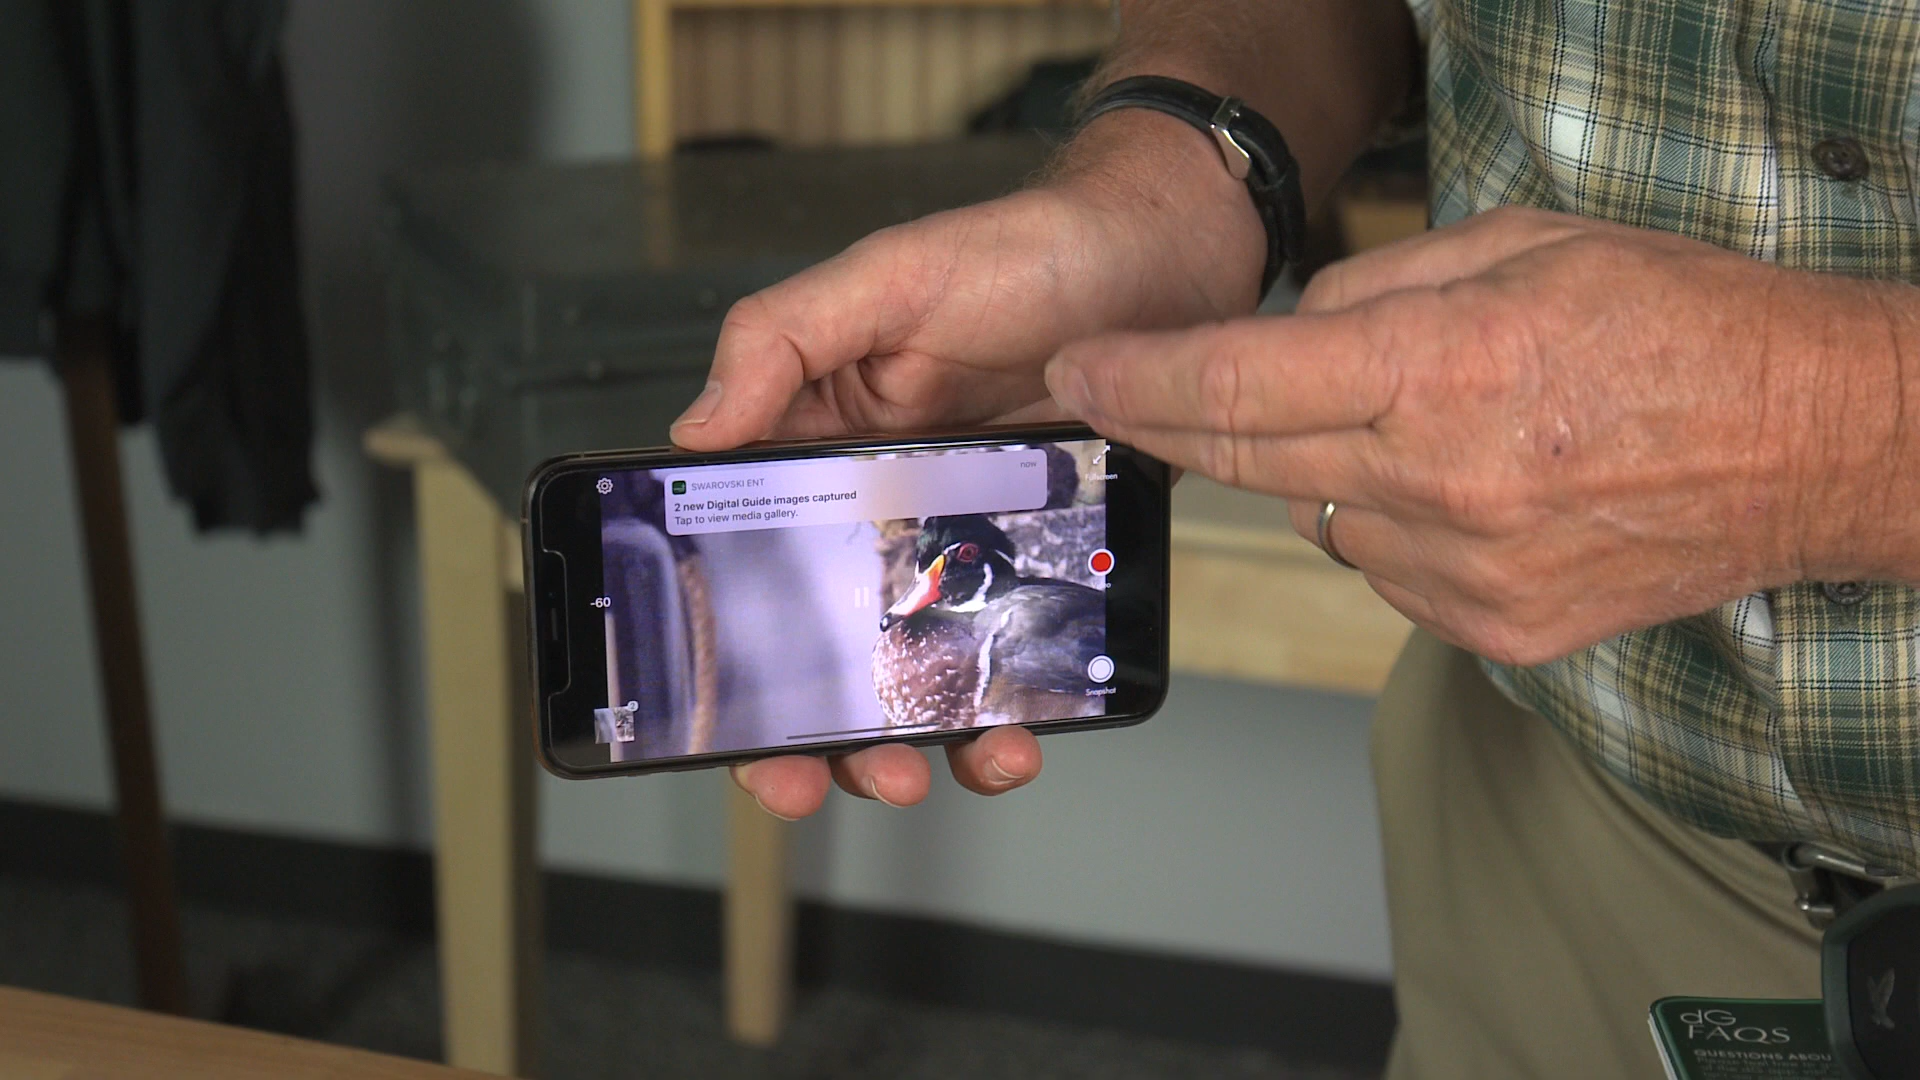 SWAROVSKI ENT
now
2 new Digital Guide images captured
Tap to view media gallery.
Fullscreen
-60
2
Snapshot
dG
FAQS
QUESTIONS ABOU